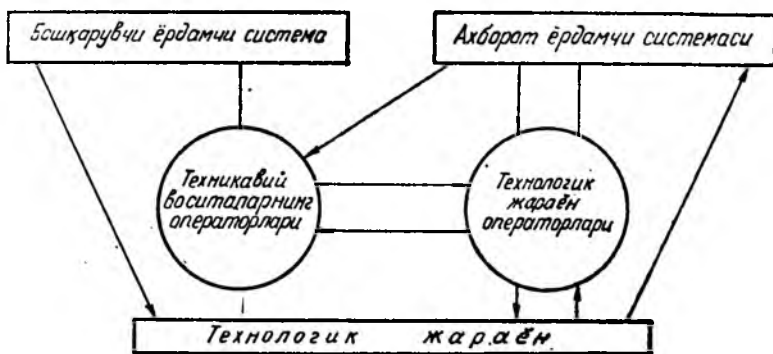 Бошқарувчи ёрдамчи система
Ахборот ёрдамчи системаси
Техникавий
воситаларнинг
операторлари
Технологик
жараён
операторлари
Технологик жараён